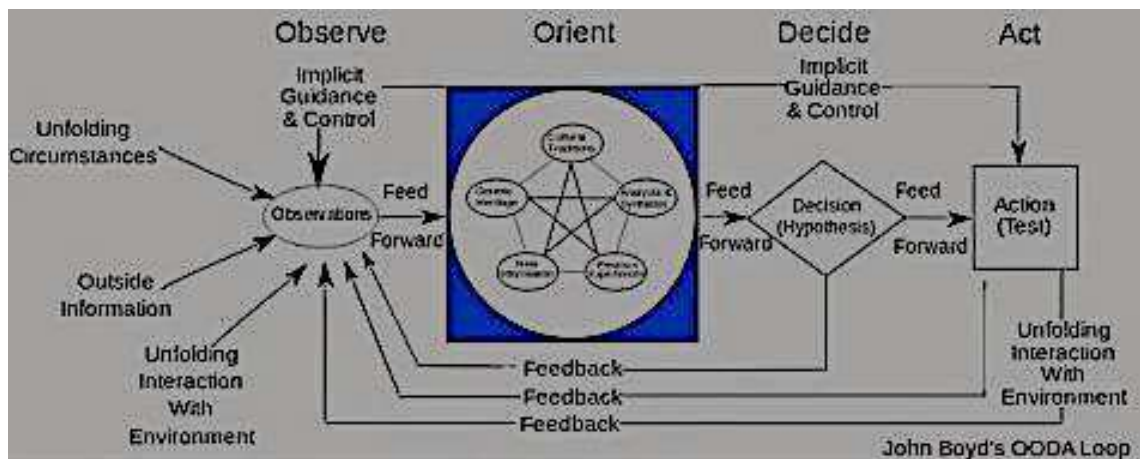 Observe
Orient
Decide
Act
Implicit
Guidance
& Control
Implicit
Guidance
& Control
Unfolding
Circumstances
Observations
Feed
Forward
Cultural
Traditions
Genetic
Heritage
Analysis &
Synthesis
New
Information
Previous
Experiences
Feed
Forward
Decision
(Hypothesis)
Feed
Forward
Action
(Test)
Outside
Information
Unfolding
Interaction
With
Environment
Unfolding
Interaction
With
Environment
Feedback
Feedback
Feedback
John Boyd's OODA Loop